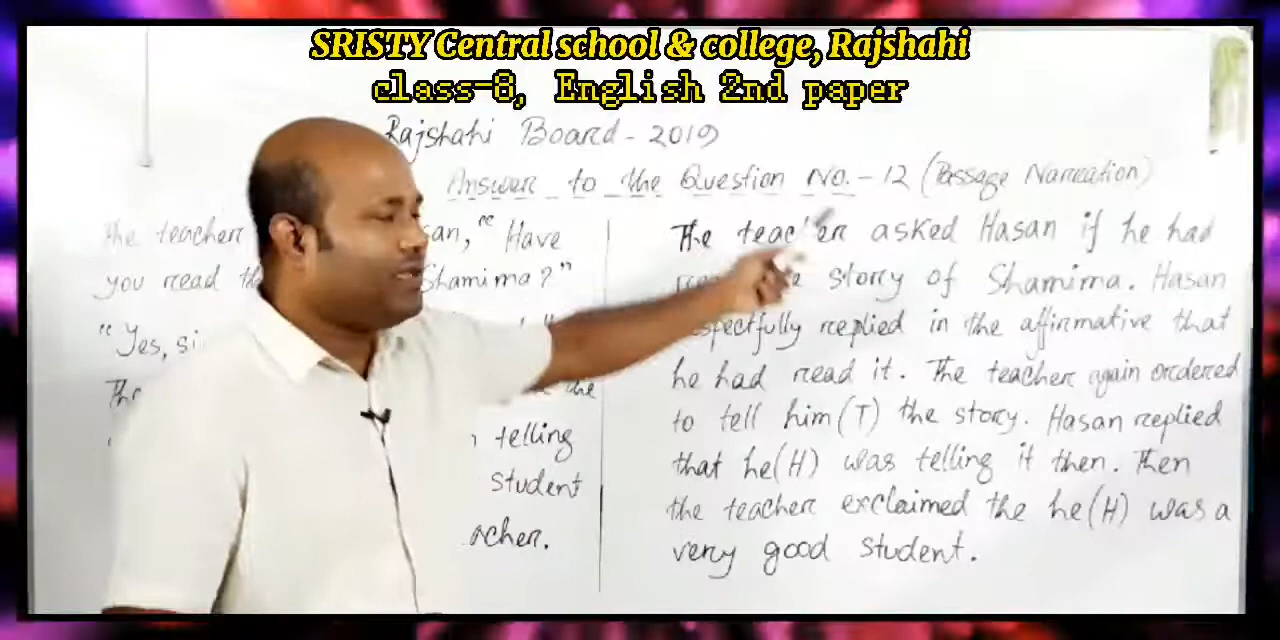 SRISTY Central school & college, Rajshahi
class-8, English 2nd paper
Rajshahi Board - 2019
Answer to the Question No. - 12 (Passage Narration)
The teacher san, "Have
you read Shamima?"
"Yes, si
the
telling
student
acher.
The teacher asked Hasan if he had
story of Shamima. Hasan
spectfully replied in the affirmative that
he had read it. The teacher again ordered
to tell him (T) the story. Hasan replied
that he (H) was telling it then. Then
the teacher exclaimed the he (H) was a
very good student.